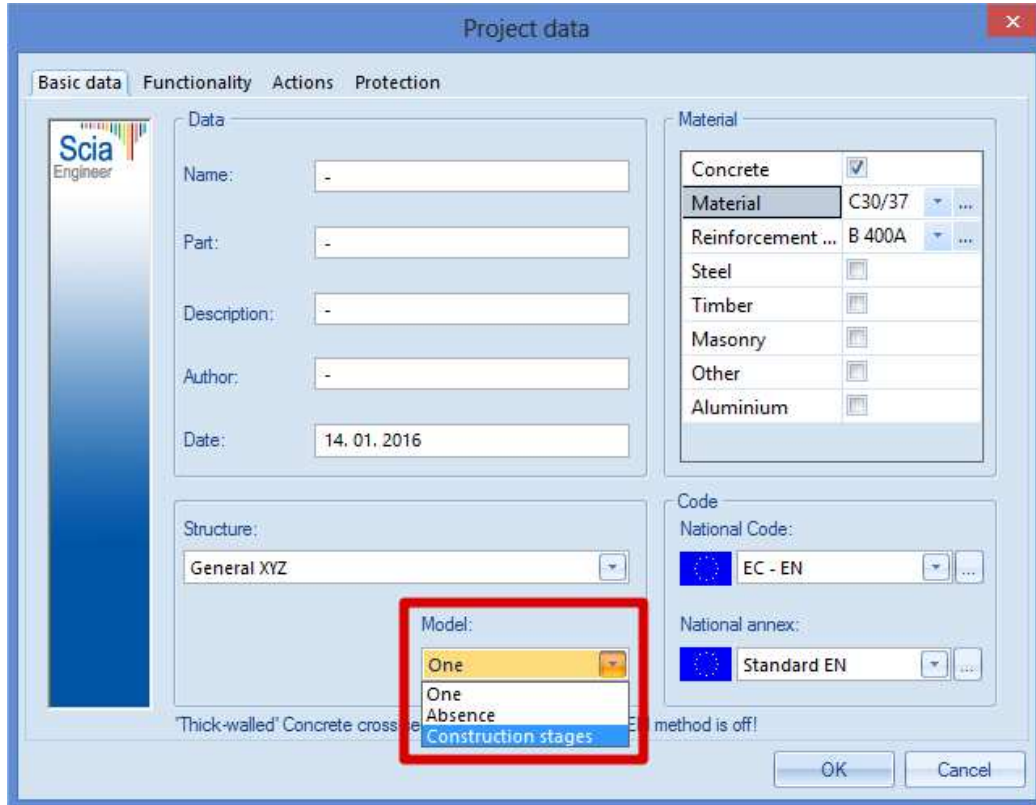 Project data
Basic data Functionality Actions Protection
Scia
Engineer
Data
Name: -
Part: -
Description: -
Author: -
Date: 14. 01. 2016
Material
Concrete
Material C30/37 ...
Reinforcement ... B 400A ...
Steel
Timber
Masonry
Other
Aluminium
Structure:
General XYZ
Model:
One
One
Absence
Construction stages
Code
National Code:
EC - EN ...
National annex:
Standard EN ...
'Thick-walled' Concrete cross method is off!
OK Cancel